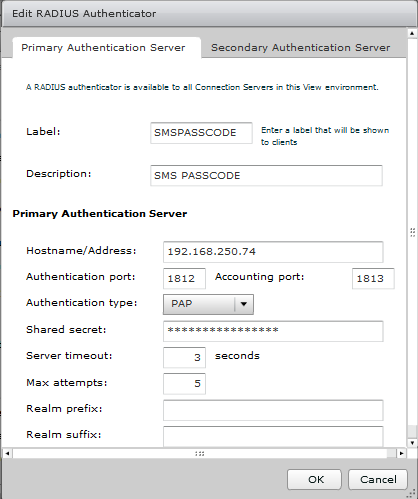 Edit RADIUS Authenticator
Primary Authentication Server Secondary Authentication Server
A RADIUS authenticator is available to all Connection Servers in this View environment.
Label: SMSPASSCODE Enter a label that will be shown
to clients
Description: SMS PASSCODE
Primary Authentication Server
Hostname/Address: 192.168.250.74
Authentication port: 1812 Accounting port: 1813
Authentication type: PAP
Shared secret: ****************
Server timeout: 3 seconds
Max attempts: 5
Realm prefix:
Realm suffix:
OK Cancel